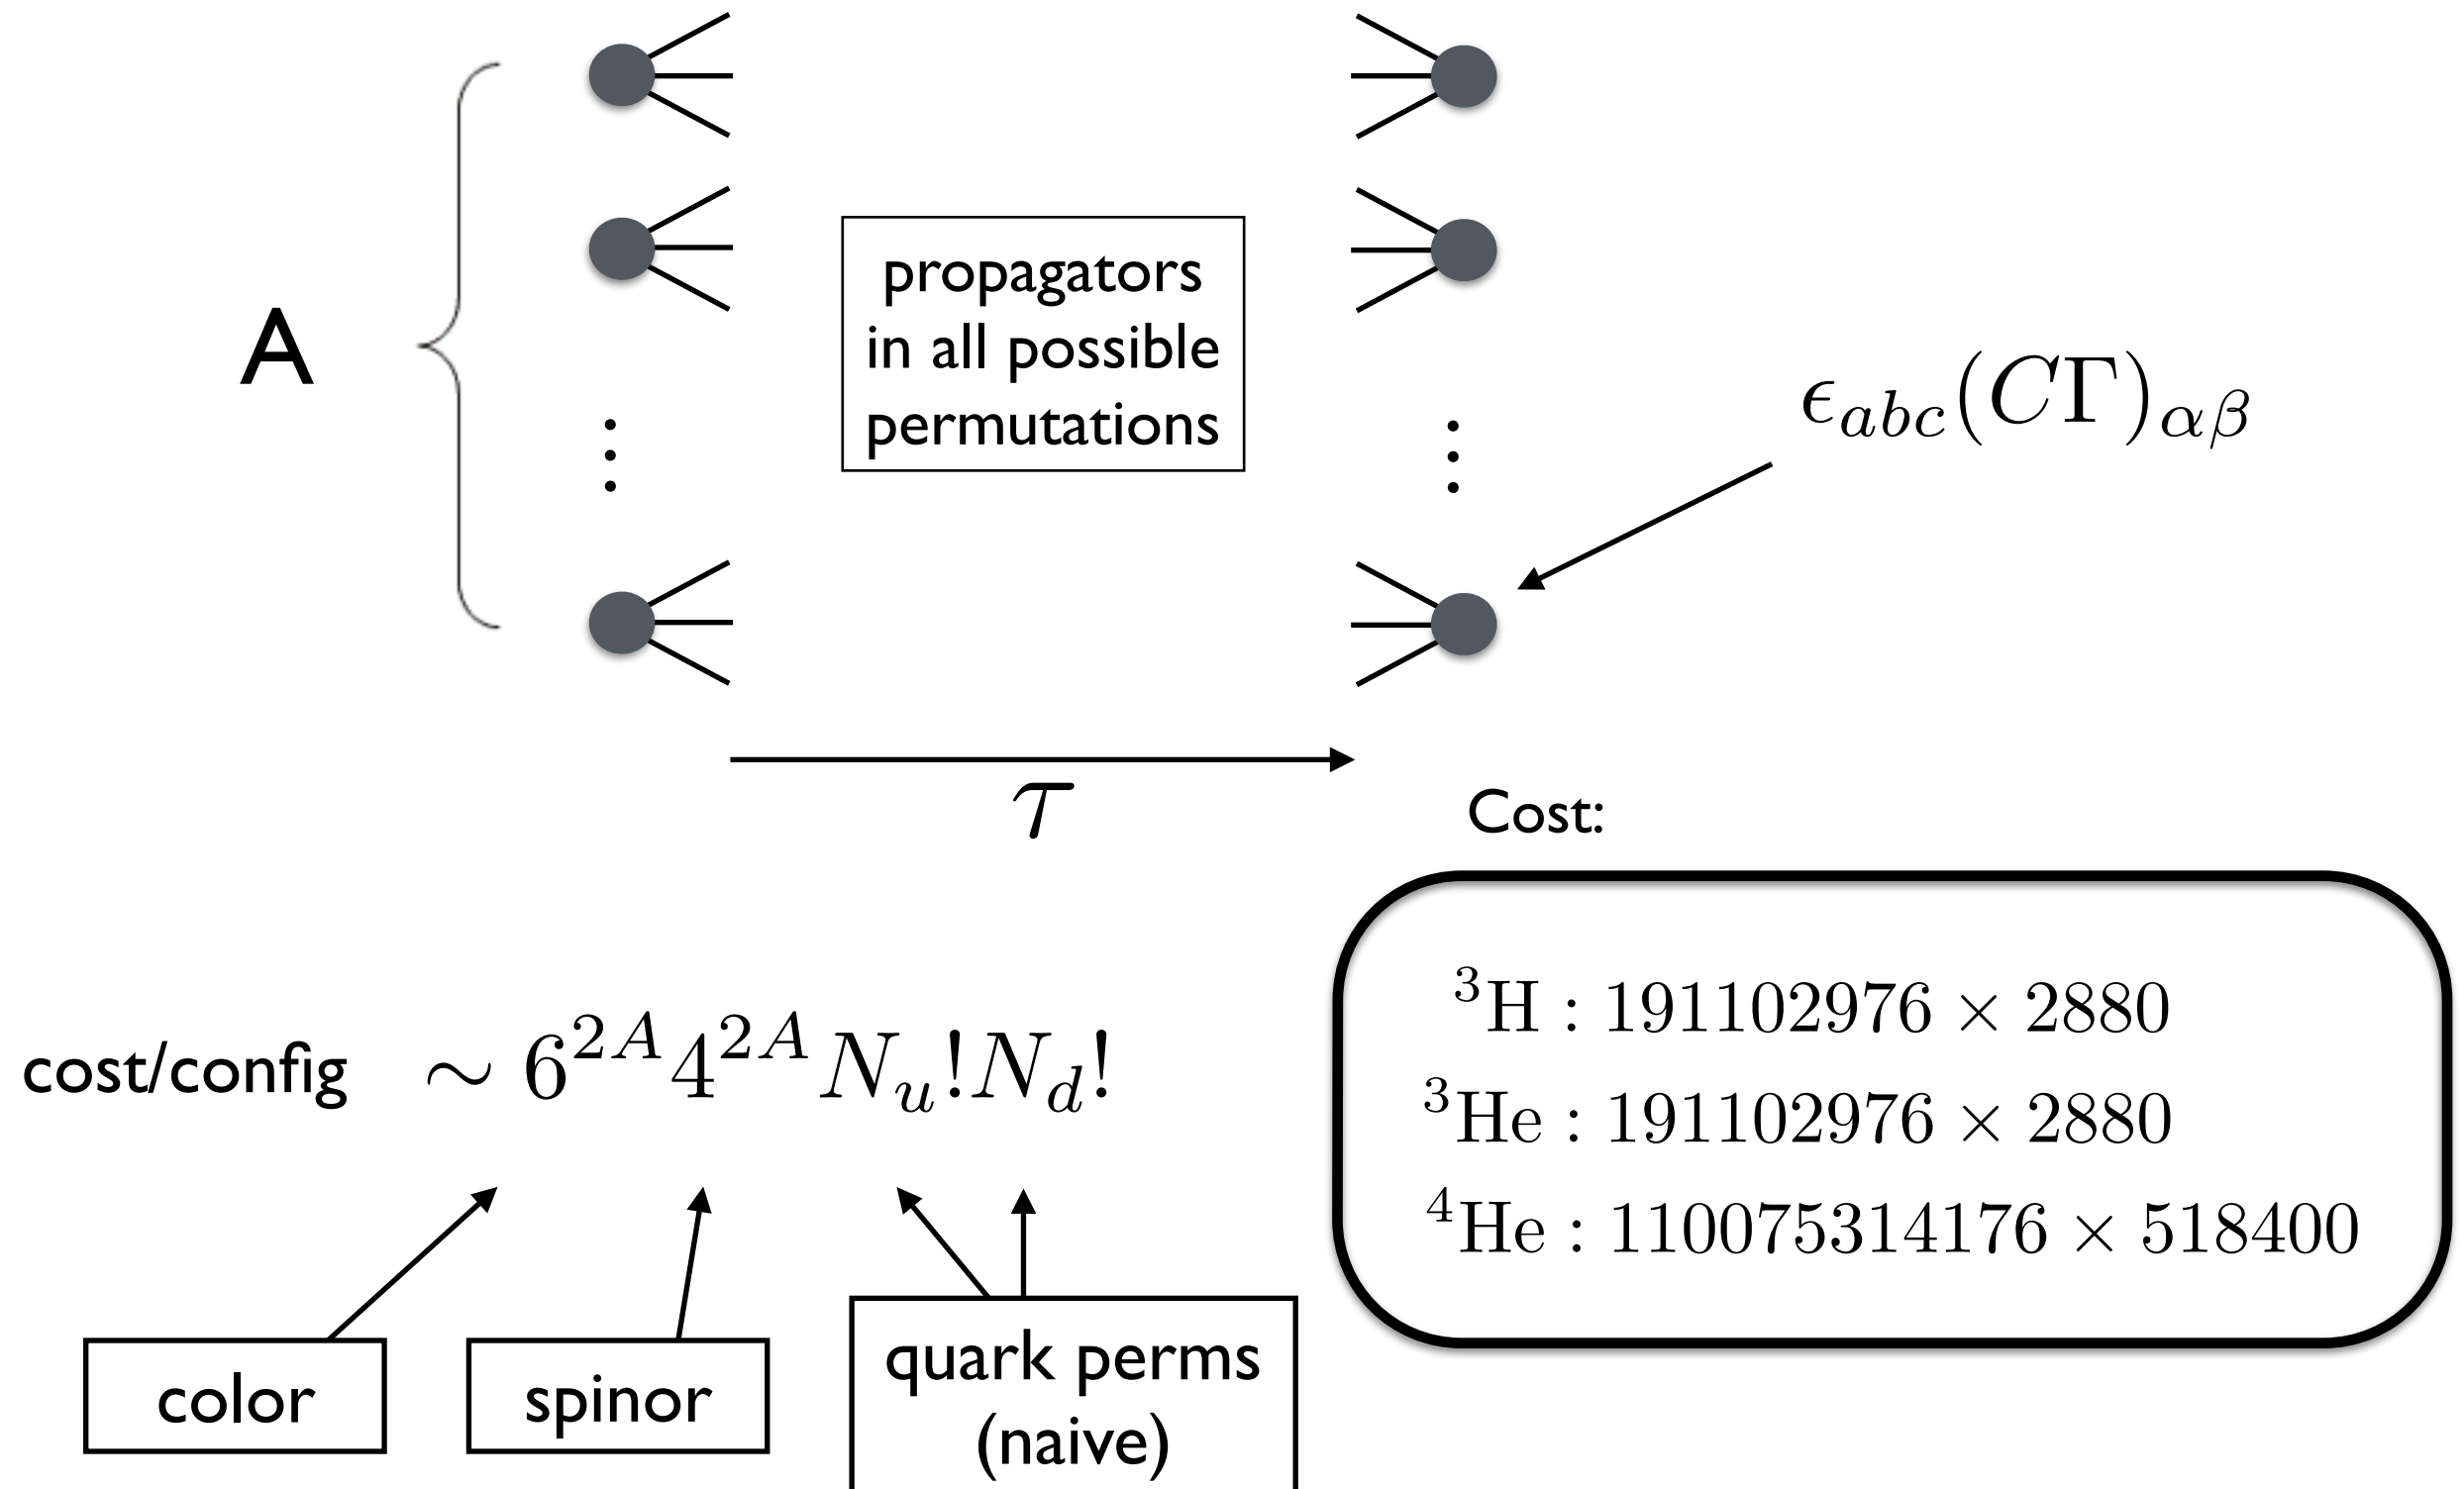 A
propagators
in all possible
permutations
ϵ_{abc}(CΓ)_{αβ}
τ
Cost:
cost/config ∼ 6^{2A}4^{2A}N_u!N_d!
³H : 191102976 × 2880
³He : 191102976 × 2880
⁴He : 110075314176 × 518400
color
spinor
quark perms
(naive)